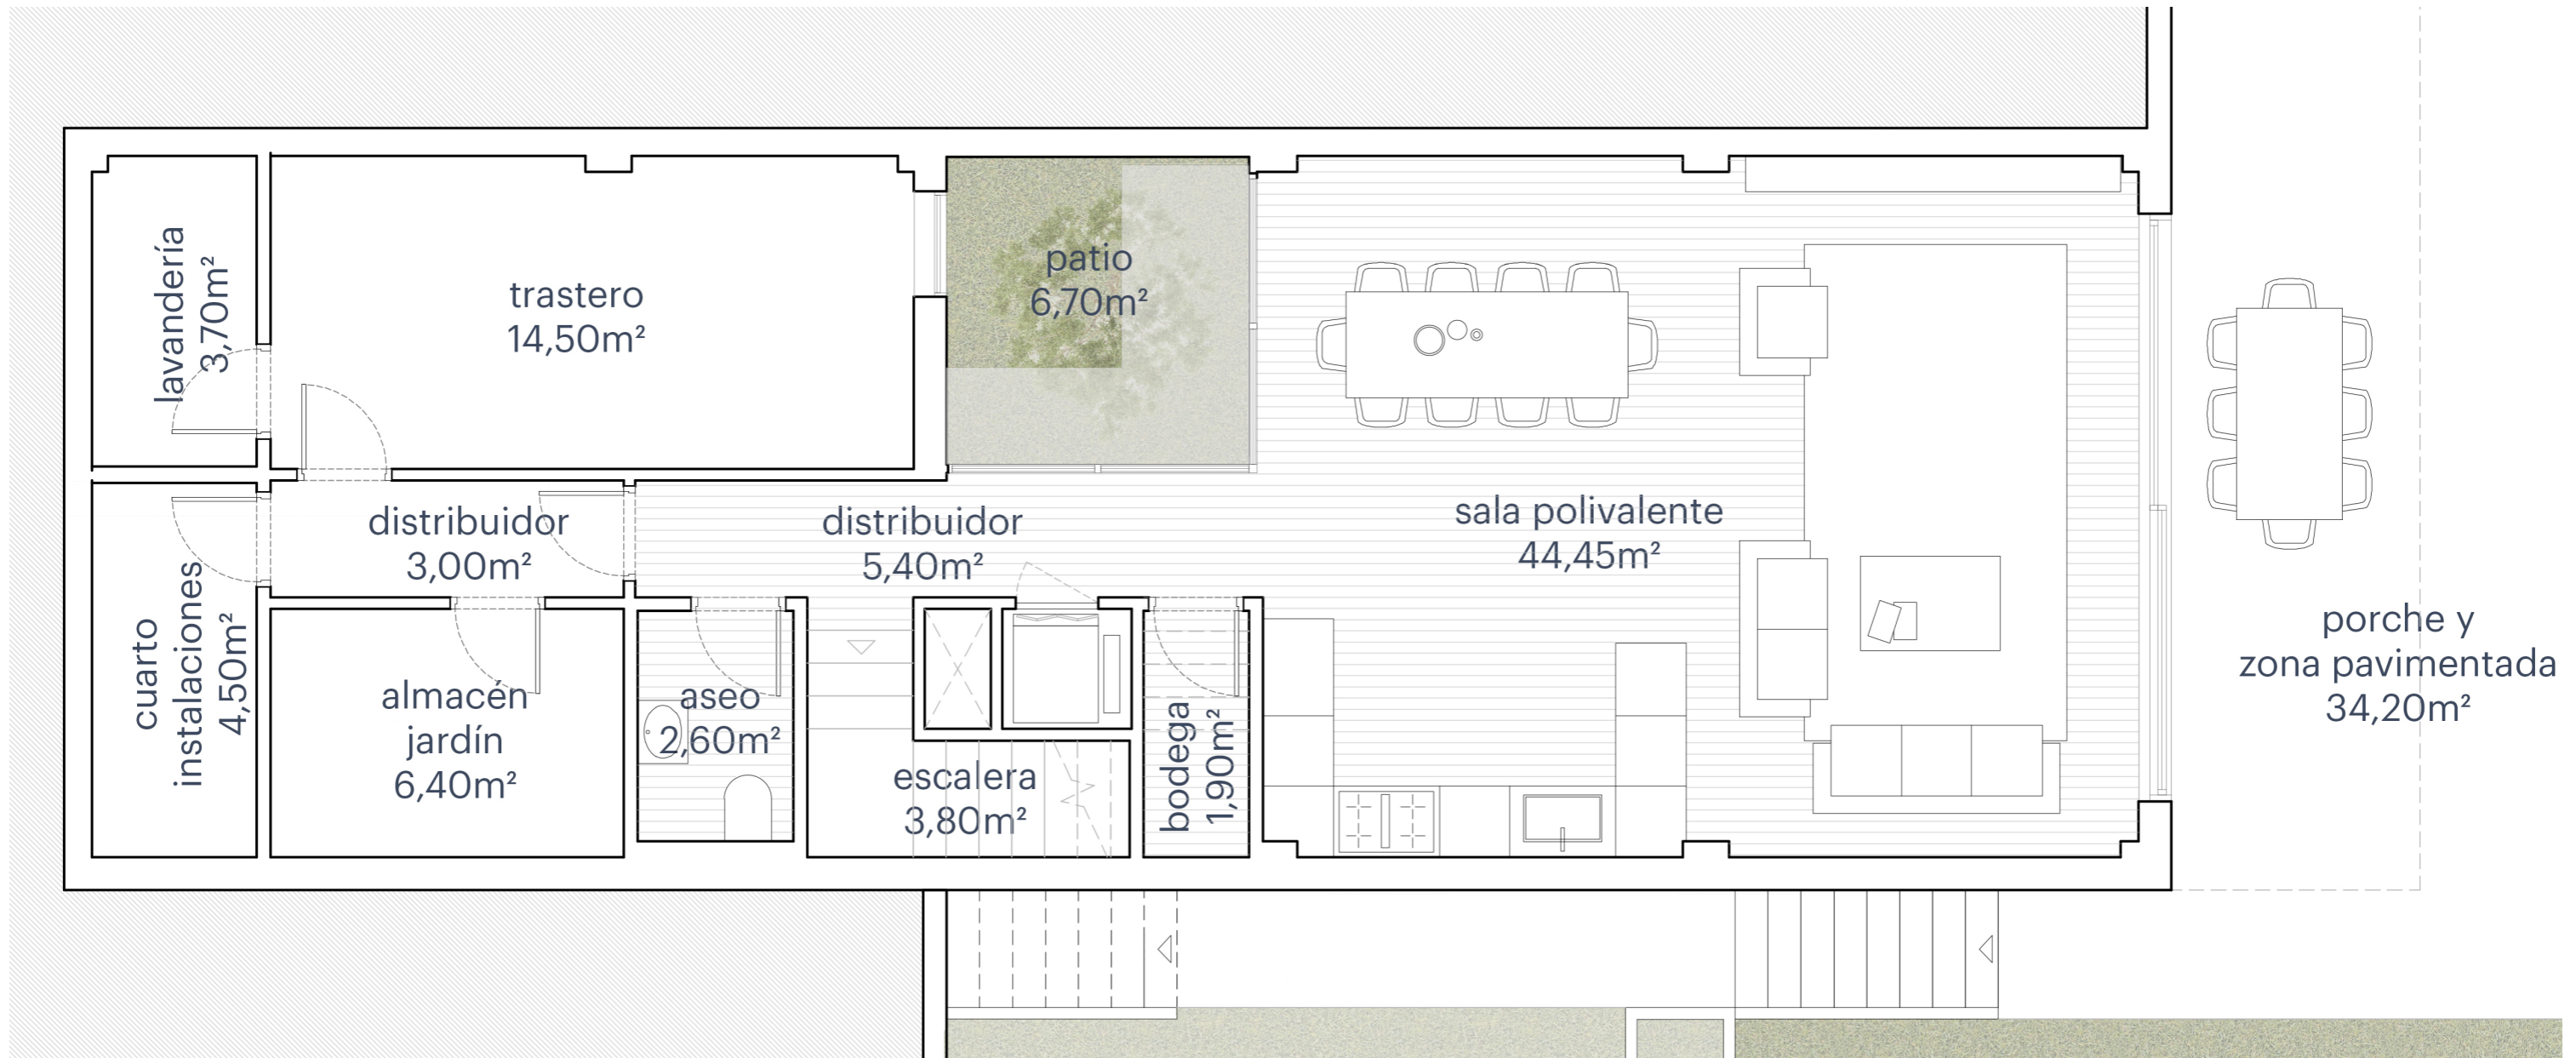 lavandería
3,70m²
trastero
14,50m²
patio
6,70m²
distribuidor
3,00m²
distribuidor
5,40m²
sala polivalente
44,45m²
cuarto
instalaciones
4,50m²
almacén
jardín
6,40m²
aseo
2,60m²
escalera
3,80m²
bodega
1,90m²
porche y
zona pavimentada
34,20m²